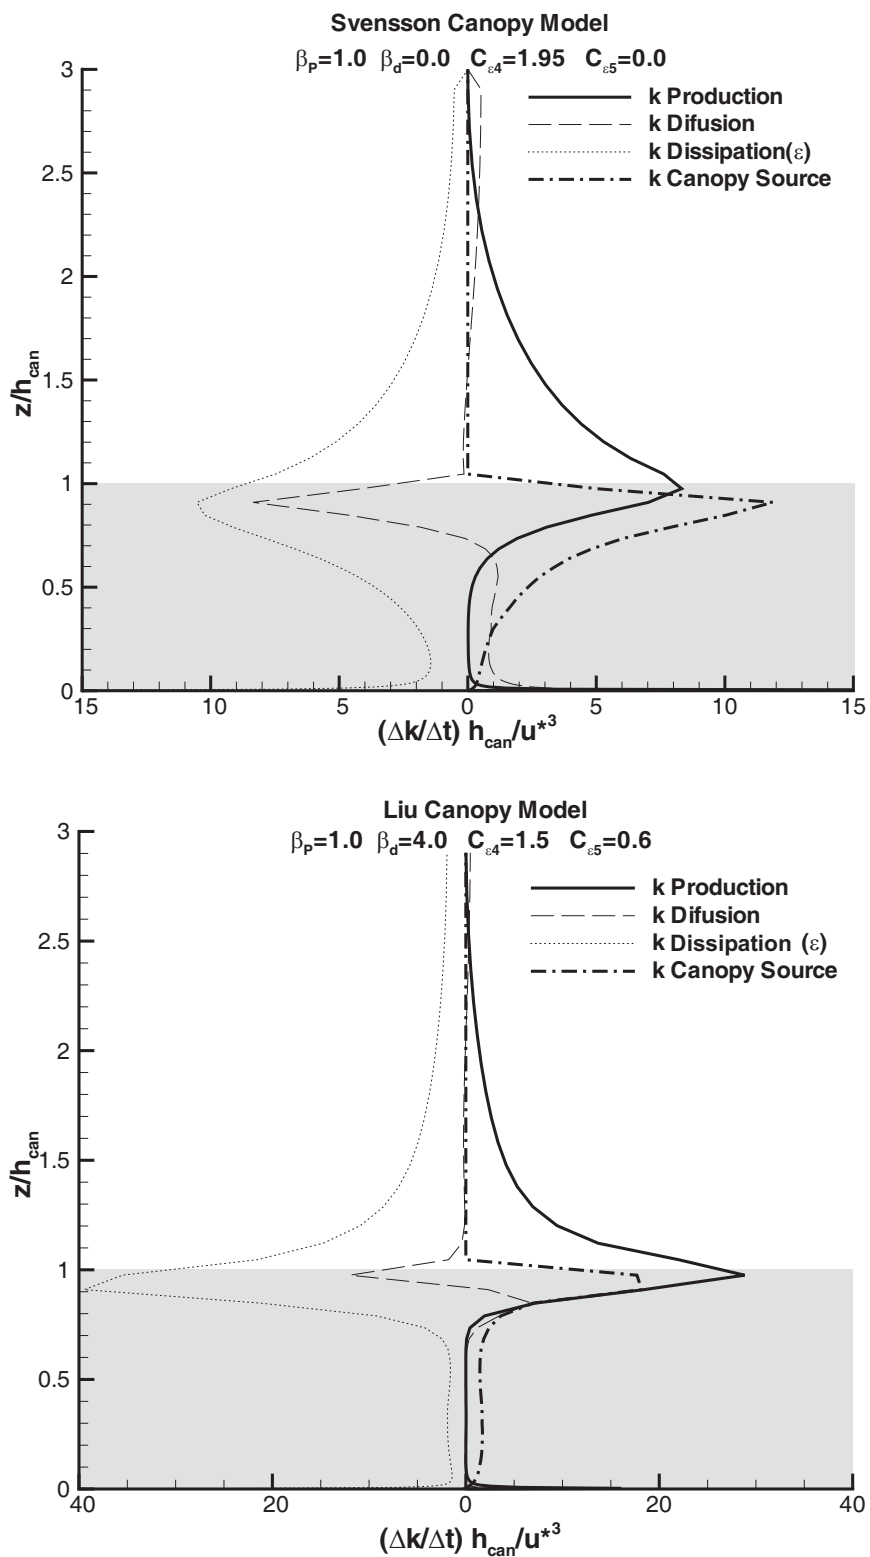 Svensson Canopy Model
βP=1.0 βd=0.0 Cε4=1.95 Cε5=0.0
k Production
k Difusion
k Dissipation(ε)
k Canopy Source
3
2.5
2
1.5
1
0.5
0
z/hcan
15 10 5 0 5 10 15
(Δk/Δt) hcan/u*3
Liu Canopy Model
βP=1.0 βd=4.0 Cε4=1.5 Cε5=0.6
k Production
k Difusion
k Dissipation (ε)
k Canopy Source
3
2.5
2
1.5
1
0.5
0
z/hcan
40 20 0 20 40
(Δk/Δt) hcan/u*3